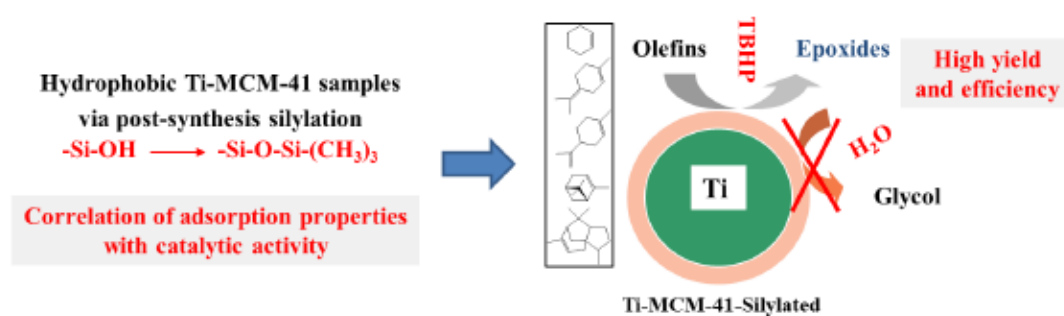 Hydrophobic Ti-MCM-41 samples
via post-synthesis silylation
-Si-OH → -Si-O-Si-(CH3)3
Correlation of adsorption properties
with catalytic activity
Olefins
TBHP
Epoxides
High yield
and efficiency
H2O
Ti
Glycol
Ti-MCM-41-Silylated